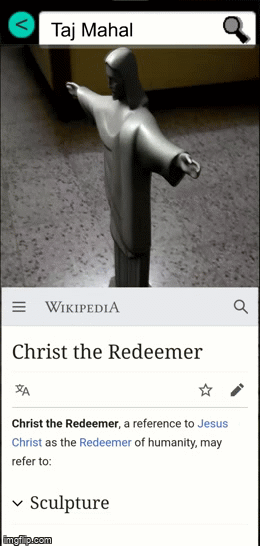 <
Taj Mahal
WIKIPEDIA
Christ the Redeemer
Christ the Redeemer, a reference to Jesus
Christ as the Redeemer of humanity, may
refer to:
Sculpture
imgflip.com